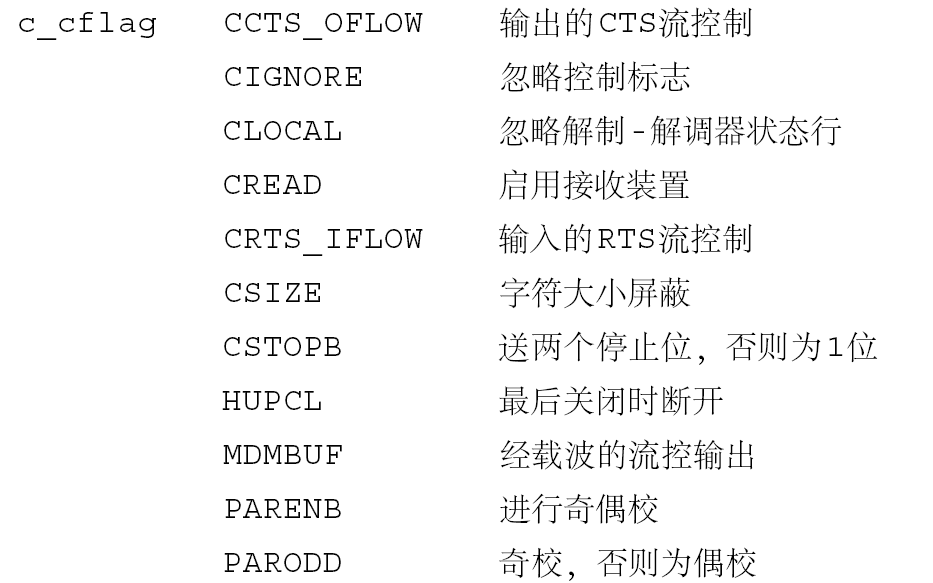 c_cflag CCTS_OFLOW 输出的CTS流控制
CIGNORE 忽略控制标志
CLOCAL 忽略解制-解调器状态行
CREAD 启用接收装置
CRTS_IFLOW 输入的RTS流控制
CSIZE 字符大小屏蔽
CSTOPB 送两个停止位，否则为1位
HUPCL 最后关闭时断开
MDMBUF 经载波的流控输出
PARENB 进行奇偶校
PARODD 奇校，否则为偶校